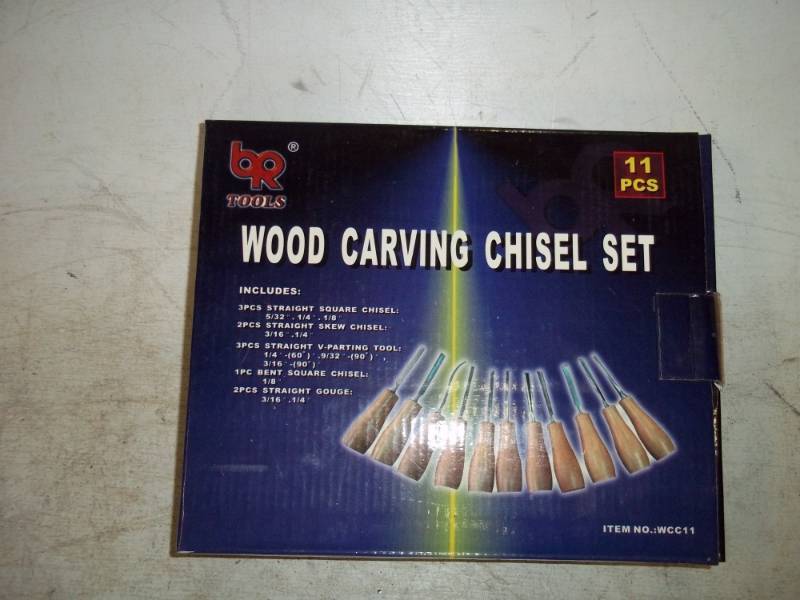 BR ®
TOOLS
11
PCS
WOOD CARVING CHISEL SET
INCLUDES:
3PCS STRAIGHT SQUARE CHISEL:
5/32". 1/4". 1/8"
2PCS STRAIGHT SKEW CHISEL:
3/16".1/4"
3PCS STRAIGHT V-PARTING TOOL:
1/4"-(60°) .9/32"-(90°)",
3/16"-(90°)
1PC BENT SQUARE CHISEL:
1/8"
2PCS STRAIGHT GOUGE:
3/16".1/4"
ITEM NO.:WCC11